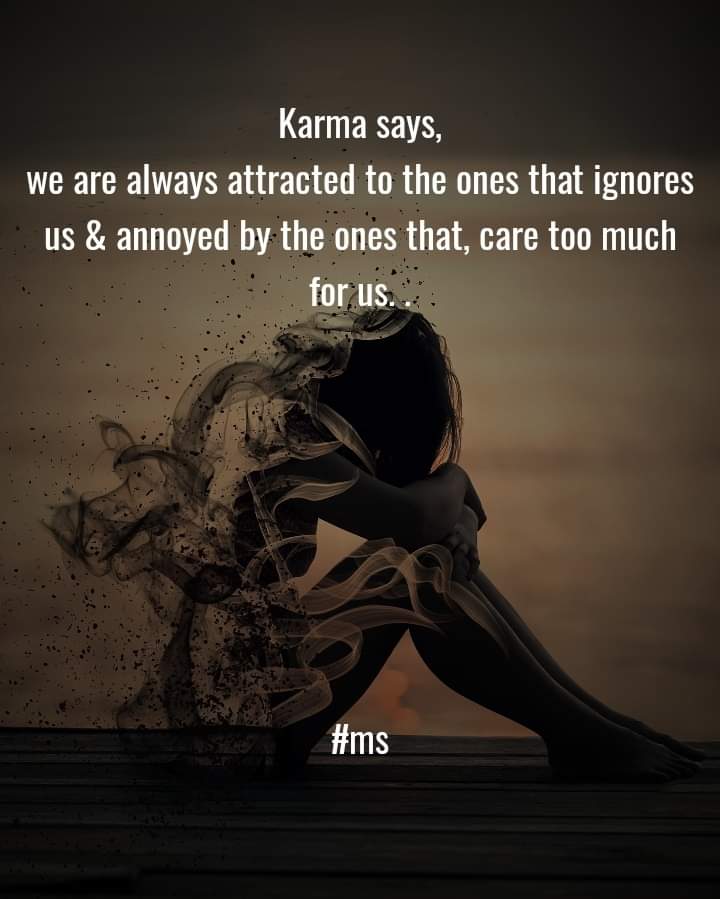 Karma says,
we are always attracted to the ones that ignores
us & annoyed by the ones that, care too much
for us. .
#ms